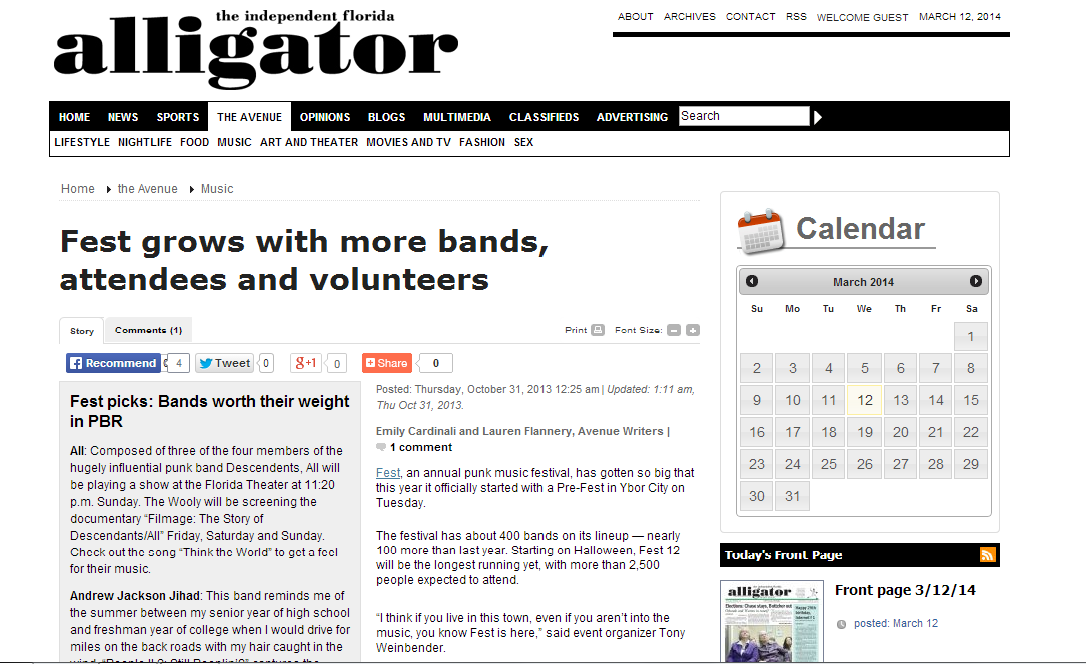 the independent florida
alligator
ABOUT ARCHIVES CONTACT RSS WELCOME GUEST MARCH 12, 2014
HOME NEWS SPORTS THE AVENUE OPINIONS BLOGS MULTIMEDIA CLASSIFIEDS ADVERTISING Search
LIFESTYLE NIGHTLIFE FOOD MUSIC ART AND THEATER MOVIES AND TV FASHION SEX
Home the Avenue Music
Fest grows with more bands,
attendees and volunteers
Story Comments (1) Print Font Size:
Recommend 4 Tweet 0 g+1 0 Share 0
Fest picks: Bands worth their weight
in PBR
All: Composed of three of the four members of the
hugely influential punk band Descendents, All will
be playing a show at the Florida Theater at 11:20
p.m. Sunday. The Wooly will be screening the
documentary “Filmage: The Story of
Descendants/All” Friday, Saturday and Sunday.
Check out the song “Think the World” to get a feel
for their music.
Andrew Jackson Jihad: This band reminds me of
the summer between my senior year of high school
and freshman year of college when I would drive for
miles on the back roads with my hair caught in the
Posted: Thursday, October 31, 2013 12:25 am | Updated: 1:11 am,
Thu Oct 31, 2013.
Emily Cardinali and Lauren Flannery, Avenue Writers |
1 comment
Fest, an annual punk music festival, has gotten so big that
this year it officially started with a Pre-Fest in Ybor City on
Tuesday.
The festival has about 400 bands on its lineup — nearly
100 more than last year. Starting on Halloween, Fest 12
will be the longest running yet, with more than 2,500
people expected to attend.
“I think if you live in this town, even if you aren’t into the
music, you know Fest is here,” said event organizer Tony
Weinbender.
Calendar
March 2014
Su Mo Tu We Th Fr Sa
1
2 3 4 5 6 7 8
9 10 11 12 13 14 15
16 17 18 19 20 21 22
23 24 25 26 27 28 29
30 31
Today's Front Page
alligator
Front page 3/12/14
posted: March 12